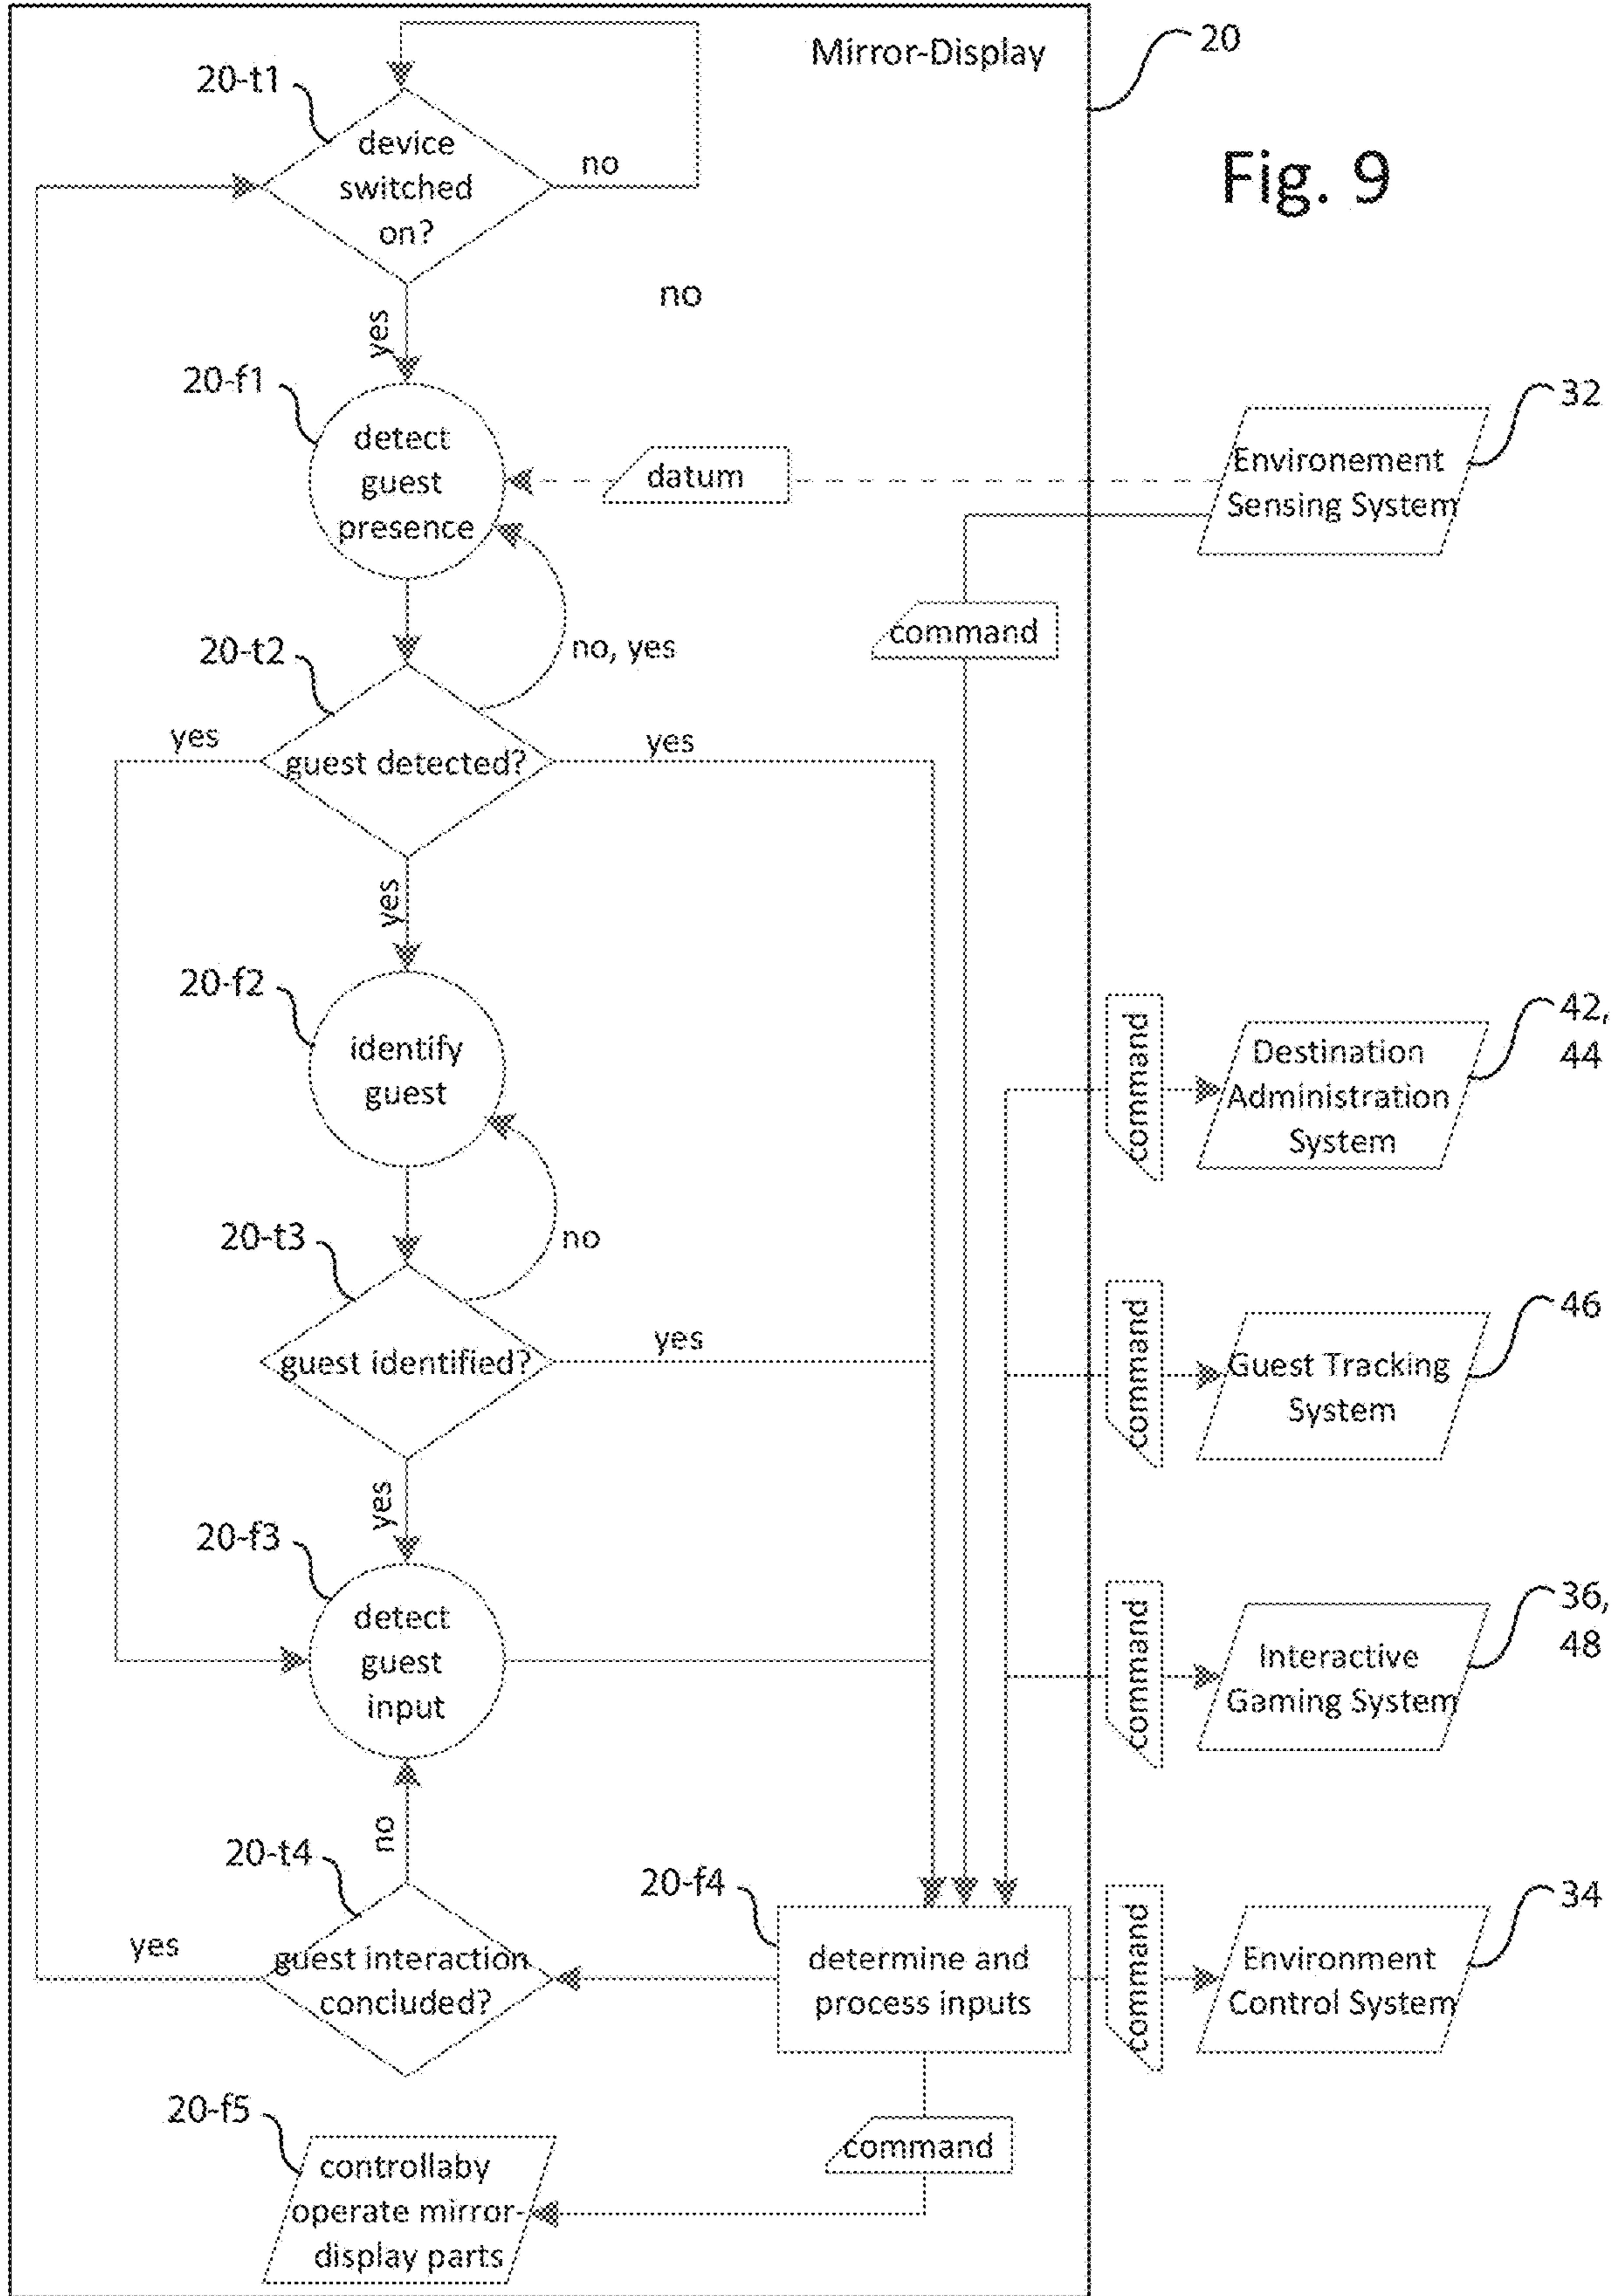 Mirror-Display
20
Fig. 9
20-t1
device
switched
on?
no
no
yes
20-f1
detect
guest
presence
datum
32
Environement
Sensing System
command
20-t2
no, yes
yes
guest detected?
yes
yes
20-f2
identify
guest
command
Destination
Administration
System
42,
44
20-t3
no
guest identified?
yes
command
Guest Tracking
System
46
yes
20-f3
detect
guest
input
command
Interactive
Gaming System
36,
48
no
20-t4
yes
guest interaction
concluded?
20-f4
determine and
process inputs
command
Environment
Control System
34
20-f5
command
controllaby
operate mirror-
display parts